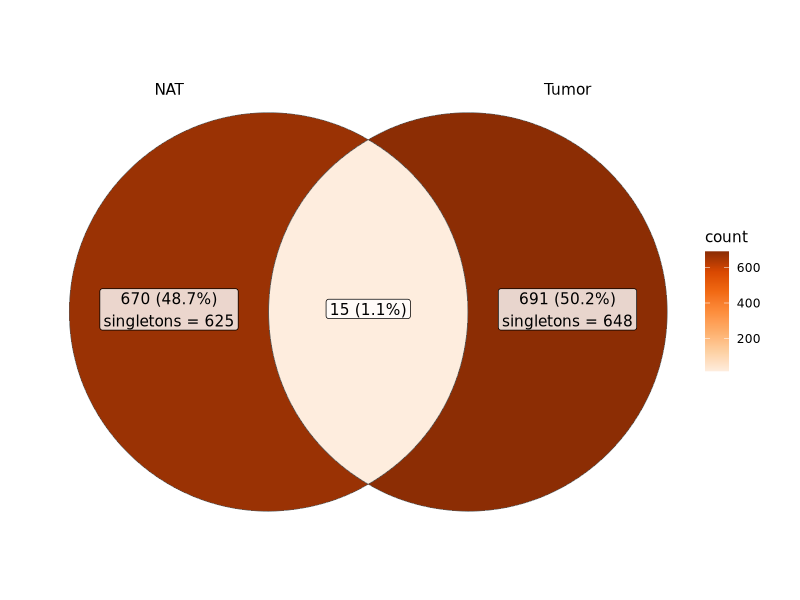 NAT
Tumor
670 (48.7%)
singletons = 625
15 (1.1%)
691 (50.2%)
singletons = 648
count
600
400
200